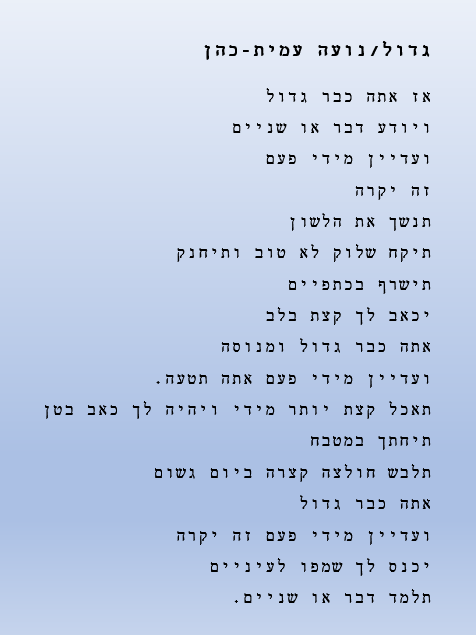 גדול/נועה עמית-כהן
אז אתה כבר גדול
ויודע דבר או שניים
ועדיין מידי פעם
זה יקרה
תנשך את הלשון
תיקח שלוק לא טוב ותיחנק
תישרף בכתפיים
יכאב לך קצת בלב
אתה כבר גדול ומנוסה
ועדיין מידי פעם אתה תטעה.
תאכל קצת יותר מידי ויהיה לך כאב בטן
תיחתך במטבח
תלבש חולצה קצרה ביום גשום
אתה כבר גדול
ועדיין מידי פעם זה יקרה
יכנס לך שמפו לעיניים
תלמד דבר או שניים.